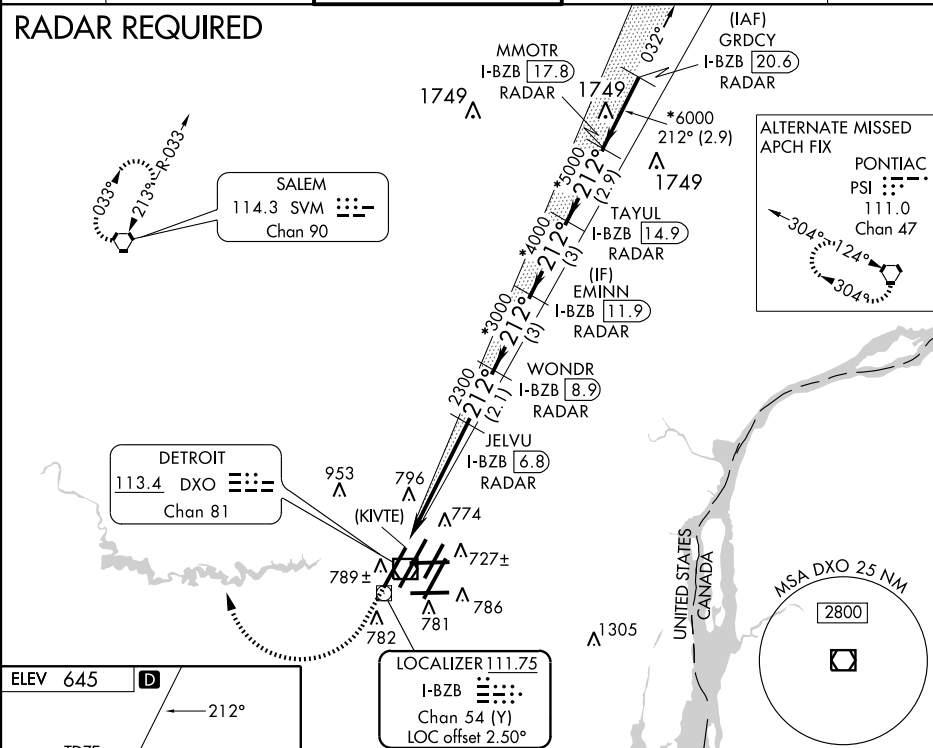 RADAR REQUIRED
(IAF)
GRDCY
I-BZB 20.6
RADAR
MMOTR
I-BZB 17.8
RADAR
032°
1749
1749
*6000
212° (2.9)
1749
ALTERNATE MISSED
APCH FIX
PONTIAC
PSI
111.0
Chan 47
304°
124°
304°
033°
213°
R-033
SALEM
114.3 SVM
Chan 90
*5000
212°
(2.9)
TAYUL
I-BZB 14.9
RADAR
*4000
212°
(3)
(IF)
EMINN
I-BZB 11.9
RADAR
*3000
212°
(3)
WONDR
I-BZB 8.9
RADAR
2300
212°
(2.1)
JELVU
I-BZB 6.8
RADAR
DETROIT
113.4 DXO
Chan 81
953
796
(KIVTE)
774
727±
789±
786
781
782
1305
UNITED STATES
CANADA
MSA DXO 25 NM
2800
LOCALIZER 111.75
I-BZB
Chan 54 (Y)
LOC offset 2.50°
ELEV 645 D
212°